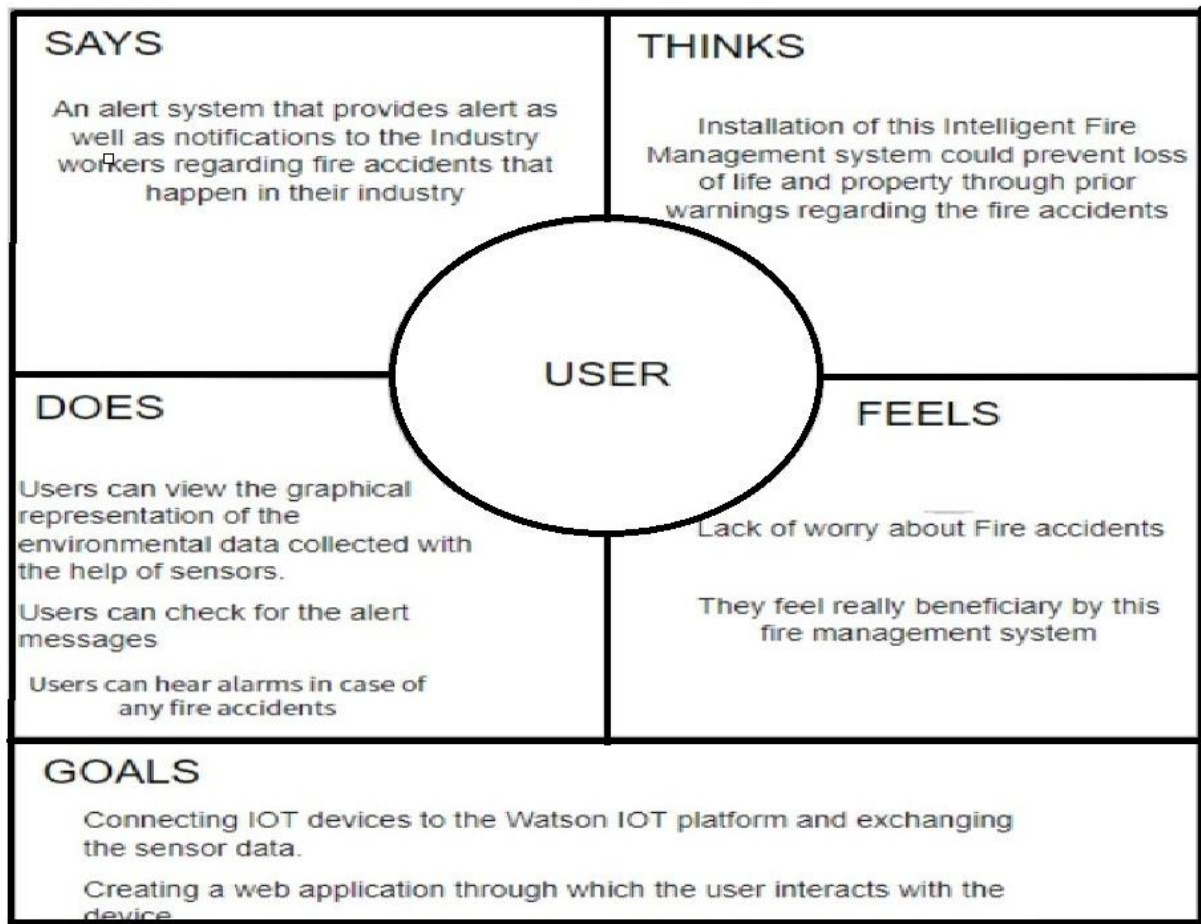 SAYS
An alert system that provides alert as
well as notifications to the Industry
workers regarding fire accidents that
happen in their industry
THINKS
Installation of this Intelligent Fire
Management system could prevent loss
of life and property through prior
warnings regarding the fire accidents
USER
DOES
Users can view the graphical
representation of the
environmental data collected with
the help of sensors.
Users can check for the alert
messages
Users can hear alarms in case of
any fire accidents
FEELS
Lack of worry about Fire accidents
They feel really beneficiary by this
fire management system
GOALS
Connecting IOT devices to the Watson IOT platform and exchanging
the sensor data.
Creating a web application through which the user interacts with the
device